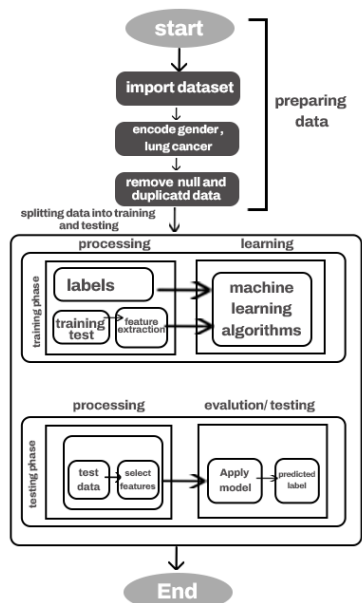 start
import dataset
encode gender,
lung cancer
remove null and
duplicatd data
preparing
data
splitting data into training
and testing
processing
learning
training phase
labels
training
test
feature
extraction
machine
learning
algorithms
processing
evalution/ testing
testing phase
test
data
select
features
Apply
model
predicted
label
End